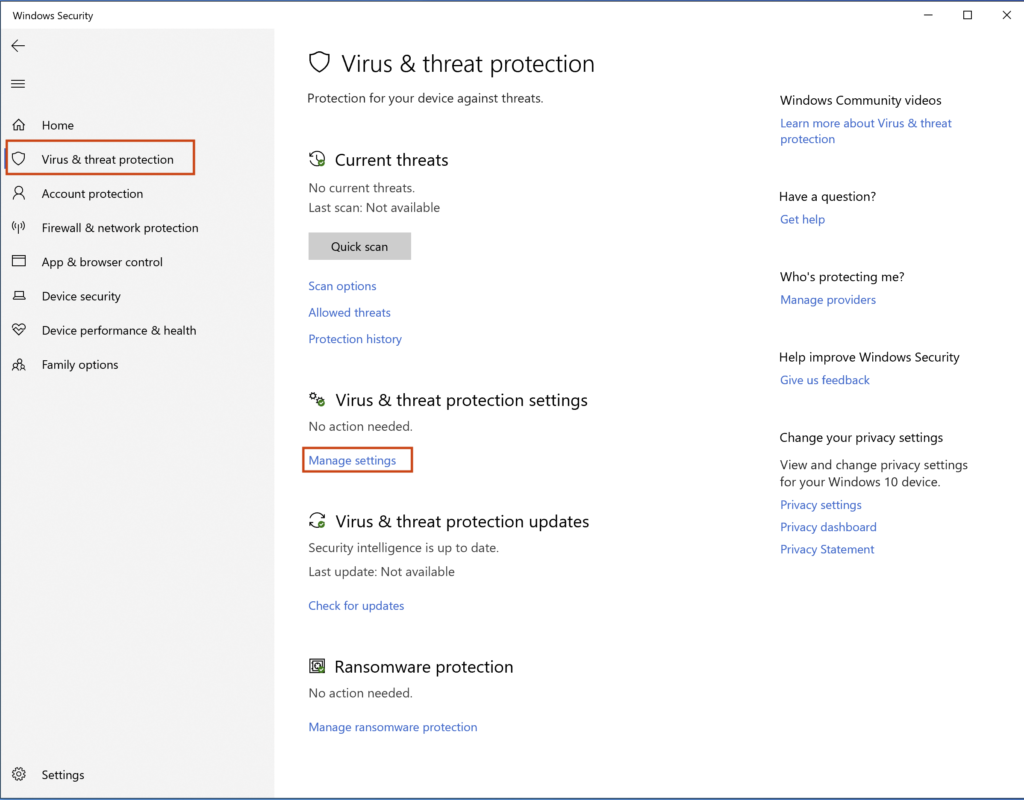 Windows Security
Home
Virus & threat protection
Account protection
Firewall & network protection
App & browser control
Device security
Device performance & health
Family options
Settings
Virus & threat protection
Protection for your device against threats.
Current threats
No current threats.
Last scan: Not available
Quick scan
Scan options
Allowed threats
Protection history
Virus & threat protection settings
No action needed.
Manage settings
Virus & threat protection updates
Security intelligence is up to date.
Last update: Not available
Check for updates
Ransomware protection
No action needed.
Manage ransomware protection
Windows Community videos
Learn more about Virus & threat
protection
Have a question?
Get help
Who's protecting me?
Manage providers
Help improve Windows Security
Give us feedback
Change your privacy settings
View and change privacy settings
for your Windows 10 device.
Privacy settings
Privacy dashboard
Privacy Statement